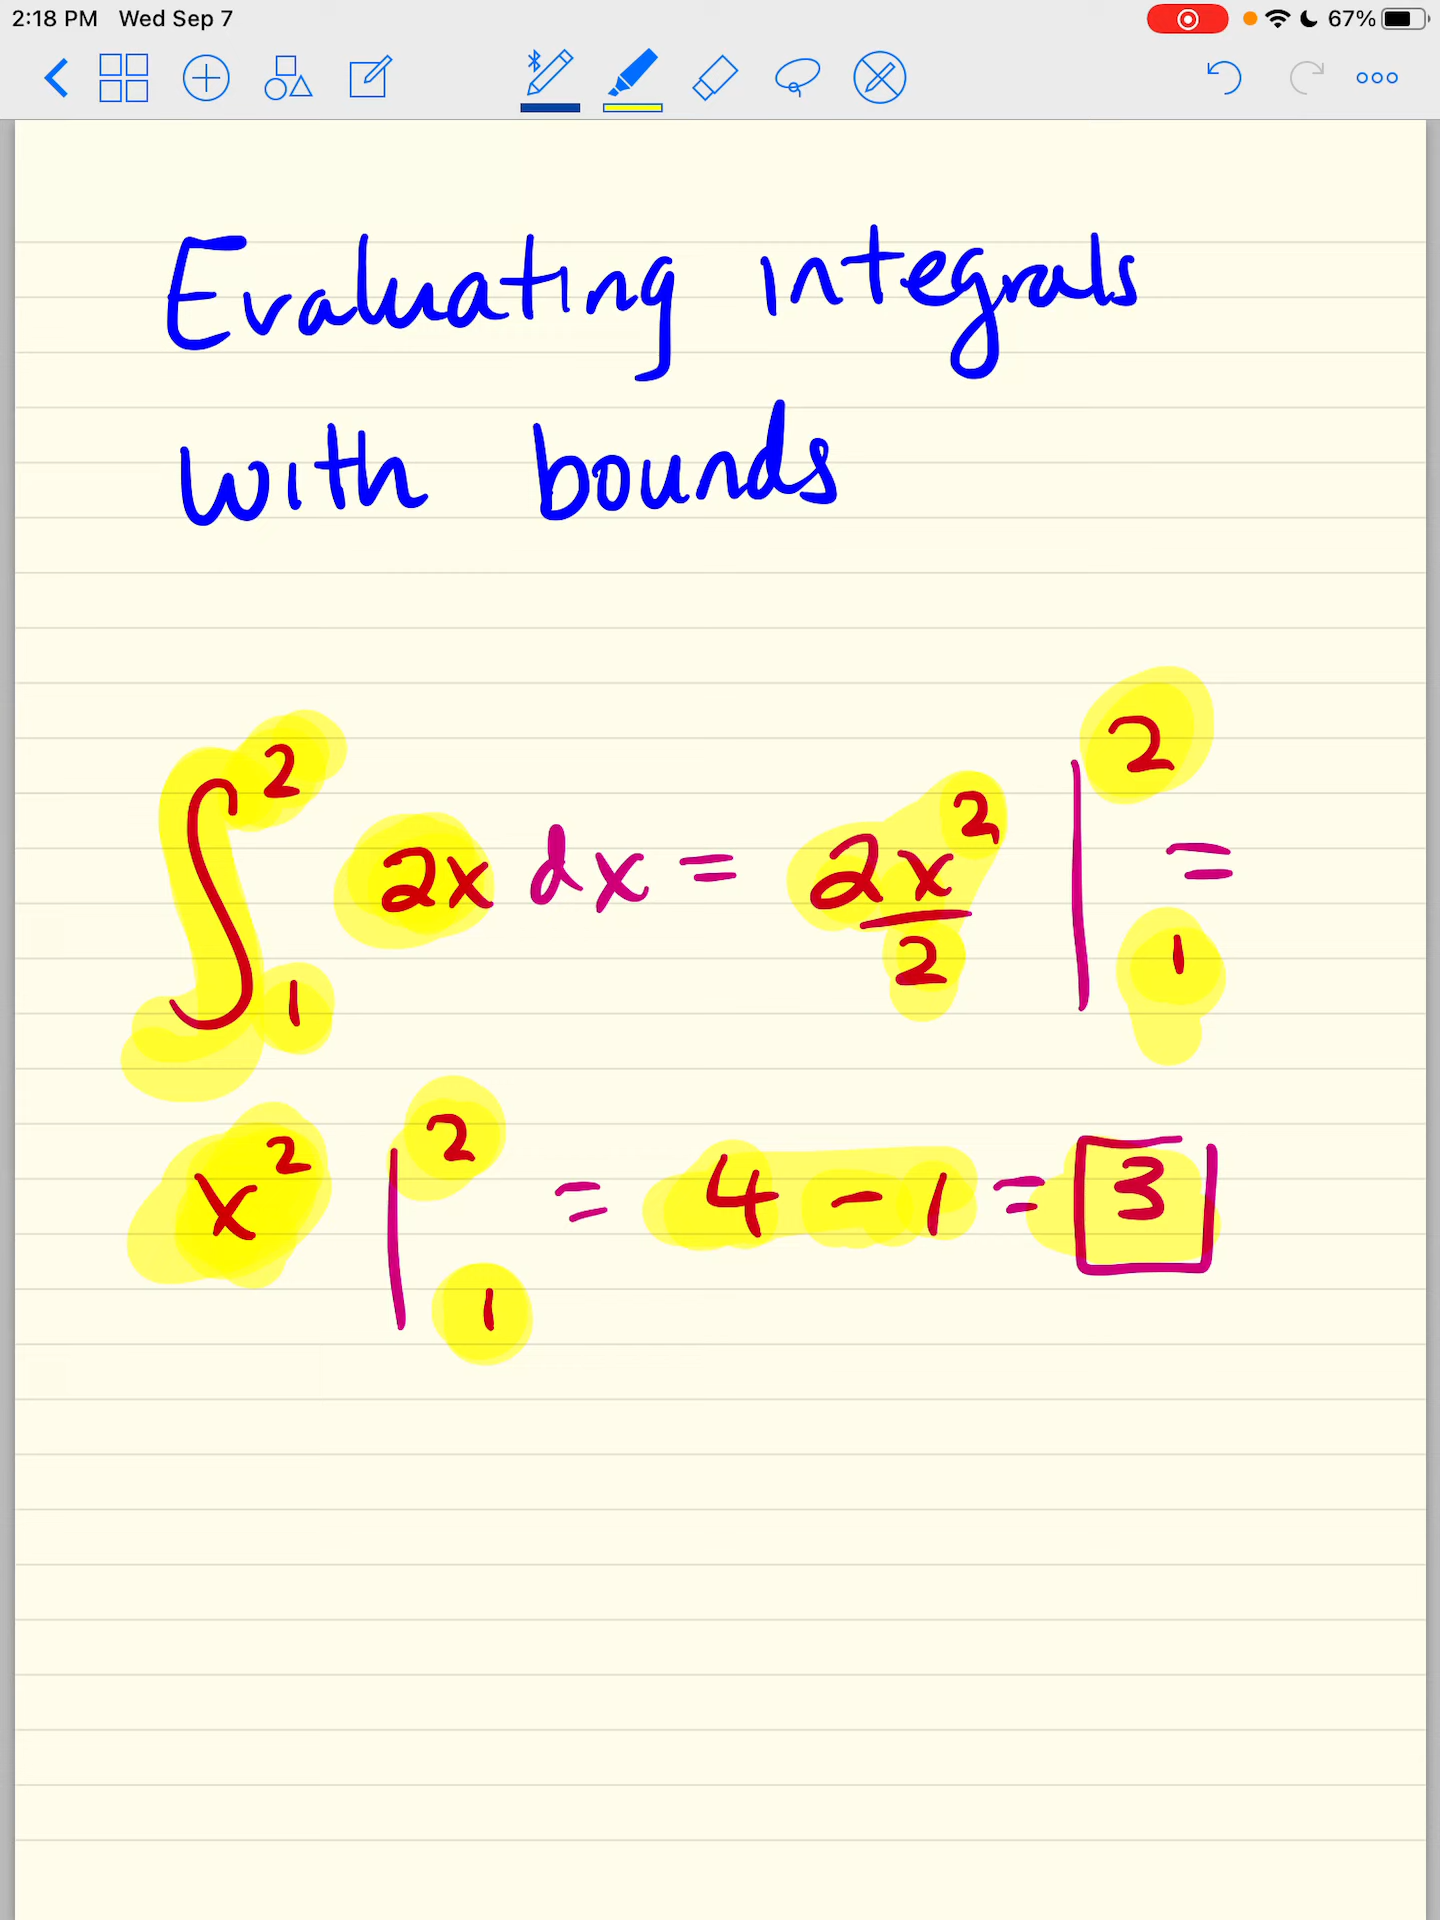 2:18 PM Wed Sep 7 67%
Evaluating integrals
with bounds
∫₁² 2x dx = 2x²/2 |₁² =
x² |₁² = 4 - 1 = 3